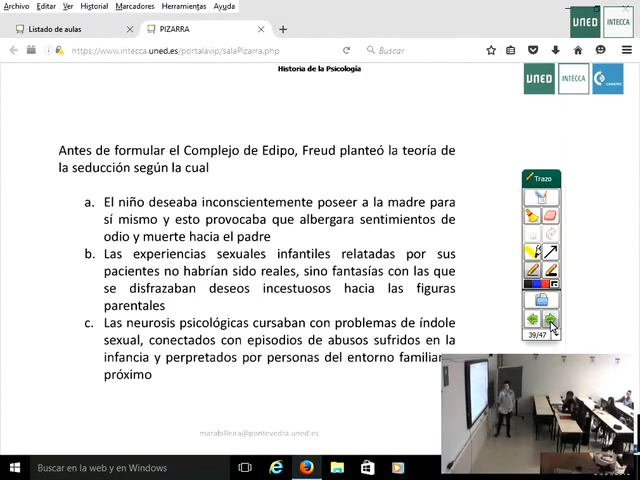 Archivo Editar Ver Historial Marcadores Herramientas Ayuda
Listado de aulas × PIZARRA × +
https://www.intecca.uned.es/portalavip/salaPizarra.php Buscar
UNED INTECCA
Historia de la Psicología
UNED INTECCA
Antes de formular el Complejo de Edipo, Freud planteó la teoría de
la seducción según la cual
a. El niño deseaba inconscientemente poseer a la madre para
sí mismo y esto provocaba que albergara sentimientos de
odio y muerte hacia el padre
b. Las experiencias sexuales infantiles relatadas por sus
pacientes no habrían sido reales, sino fantasías con las que
se disfrazaban deseos incestuosos hacia las figuras
parentales
c. Las neurosis psicológicas cursaban con problemas de índole
sexual, conectados con episodios de abusos sufridos en la
infancia y perpretados por personas del entorno familiar
próximo
Trazo
39/47
marabilleira@pontevedra.uned.es
Buscar en la web y en Windows